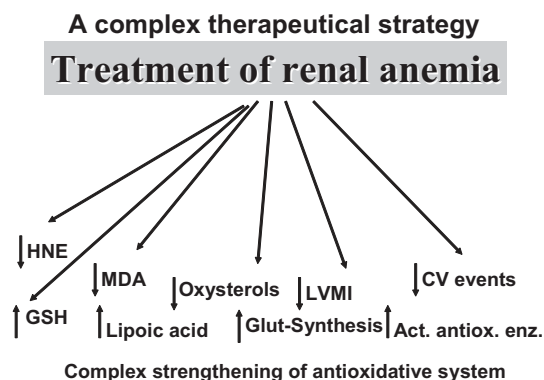 A complex therapeutical strategy
Treatment of renal anemia
HNE
MDA
Oxysterols
LVMI
CV events
GSH
Lipoic acid
Glut-Synthesis
Act. antiox. enz.
Complex strengthening of antioxidative system